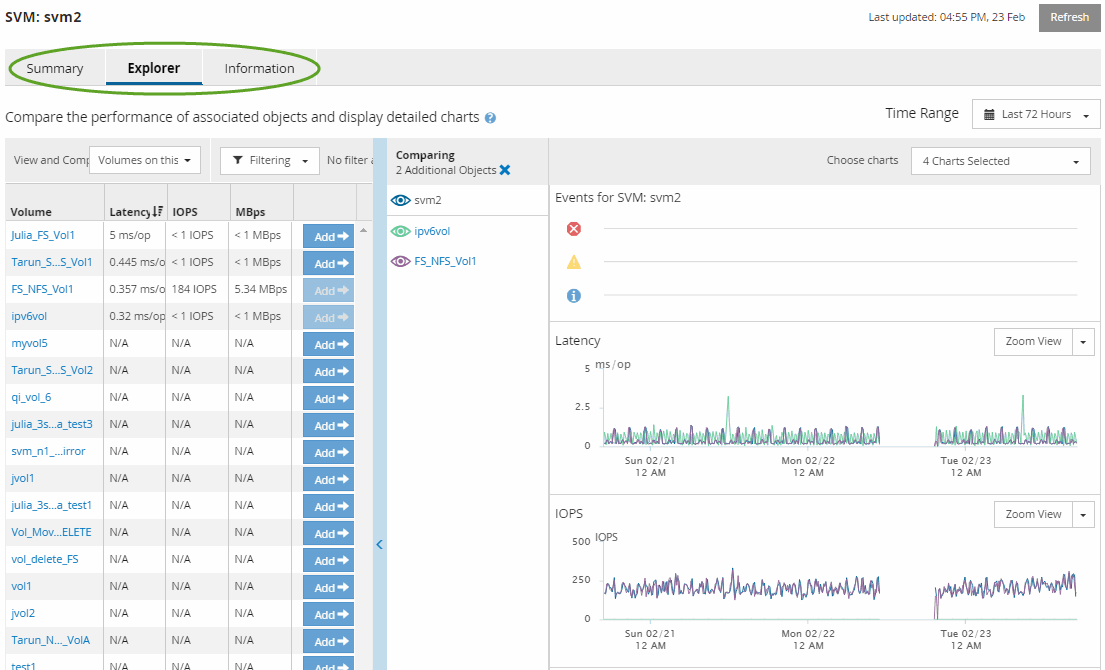 SVM: svm2
Last updated: 04:55 PM, 23 Feb
Refresh
Summary
Explorer
Information
Compare the performance of associated objects and display detailed charts ?
Time Range
Last 72 Hours
View and Comp
Volumes on this
Filtering
No filter a
Comparing
2 Additional Objects
Choose charts
4 Charts Selected
Volume Latency IOPS MBps
Julia_FS_Vol1 5 ms/op < 1 IOPS < 1 MBps Add
Tarun_S...S_Vol1 0.445 ms/o < 1 IOPS < 1 MBps Add
FS_NFS_Vol1 0.357 ms/o 184 IOPS 5.34 MBps Add
ipv6vol 0.32 ms/op < 1 IOPS < 1 MBps Add
myvol5 N/A N/A N/A Add
Tarun_S...S_Vol2 N/A N/A N/A Add
qi_vol_6 N/A N/A N/A Add
julia_3s...a_test3 N/A N/A N/A Add
svm_n1_...irror N/A N/A N/A Add
jvol1 N/A N/A N/A Add
julia_3s...a_test1 N/A N/A N/A Add
Vol_Mov...ELETE N/A N/A N/A Add
vol_delete_FS N/A N/A N/A Add
vol1 N/A N/A N/A Add
jvol2 N/A N/A N/A Add
Tarun_N..._VolA N/A N/A N/A Add
test1 N/A N/A N/A Add
svm2
ipv6vol
FS_NFS_Vol1
Events for SVM: svm2
Latency
Zoom View
5 ms/op
2.5
0
Sun 02/21 Mon 02/22 Tue 02/23
12 AM 12 AM 12 AM
IOPS
Zoom View
500 IOPS
250
0
Sun 02/21 Mon 02/22 Tue 02/23
12 AM 12 AM 12 AM